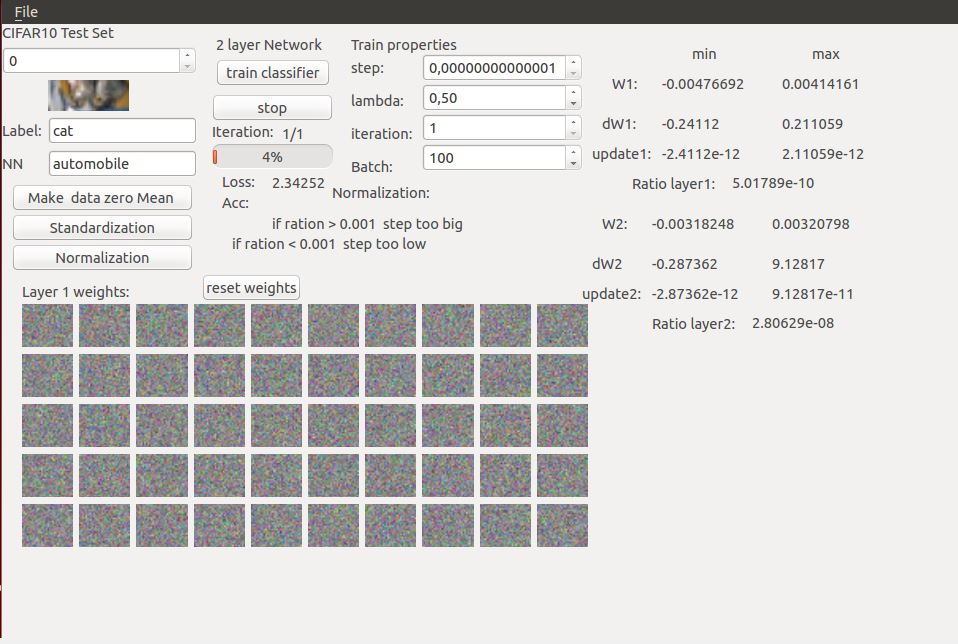 File
CIFAR10 Test Set
0
Label: cat
NN automobile
Make data zero Mean
Standardization
Normalization
2 layer Network
train classifier
stop
Iteration: 1/1
4%
Loss: 2.34252
Acc:
Train properties
step: 0,00000000000001
lambda: 0,50
iteration: 1
Batch: 100
Normalization:
if ration > 0.001 step too big
if ration < 0.001 step too low
min max
W1: -0.00476692 0.00414161
dW1: -0.24112 0.211059
update1: -2.4112e-12 2.11059e-12
Ratio layer1: 5.01789e-10
W2: -0.00318248 0.00320798
dW2 -0.287362 9.12817
update2: -2.87362e-12 9.12817e-11
Ratio layer2: 2.80629e-08
Layer 1 weights:
reset weights